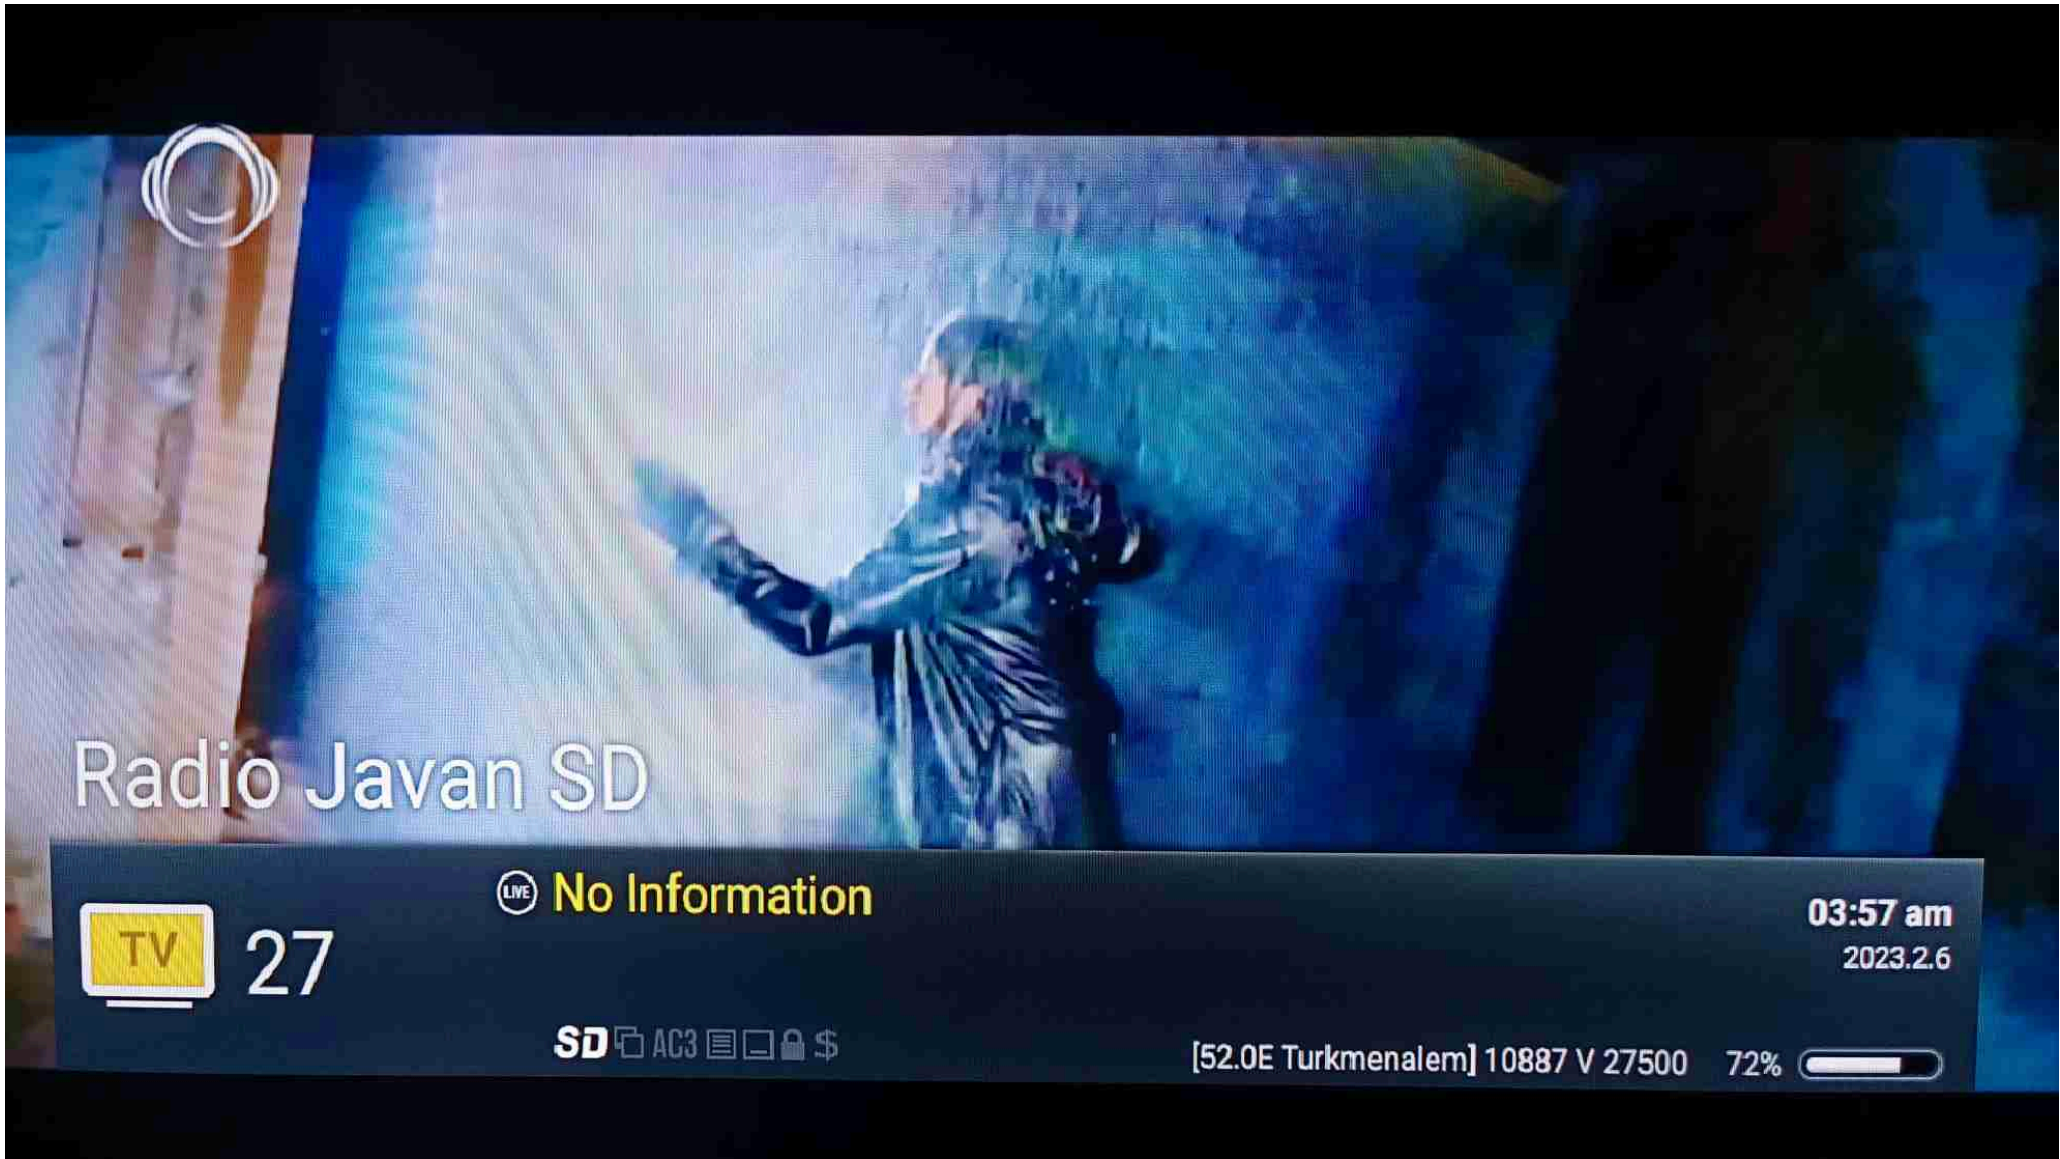 Radio Javan SD
LIVE No Information
TV 27
03:57 am
2023.2.6
SD AC3 $
[52.0E Turkmenalem] 10887 V 27500 72%